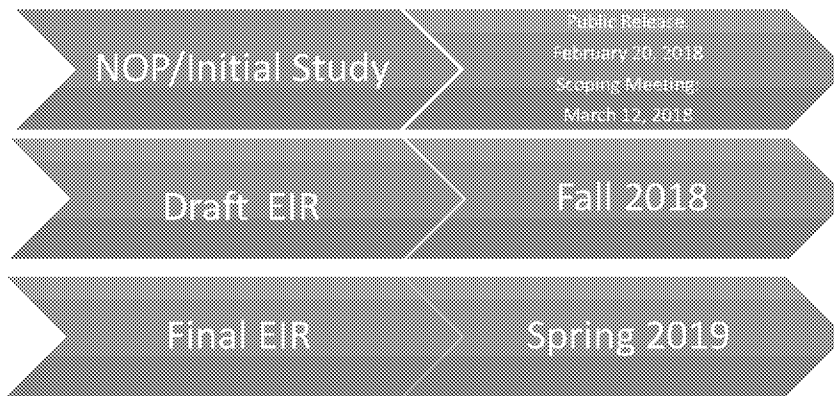 NOP/Initial Study
Public Release
February 20, 2018
Scoping Meeting
March 12, 2018
Draft EIR
Fall 2018
Final EIR
Spring 2019